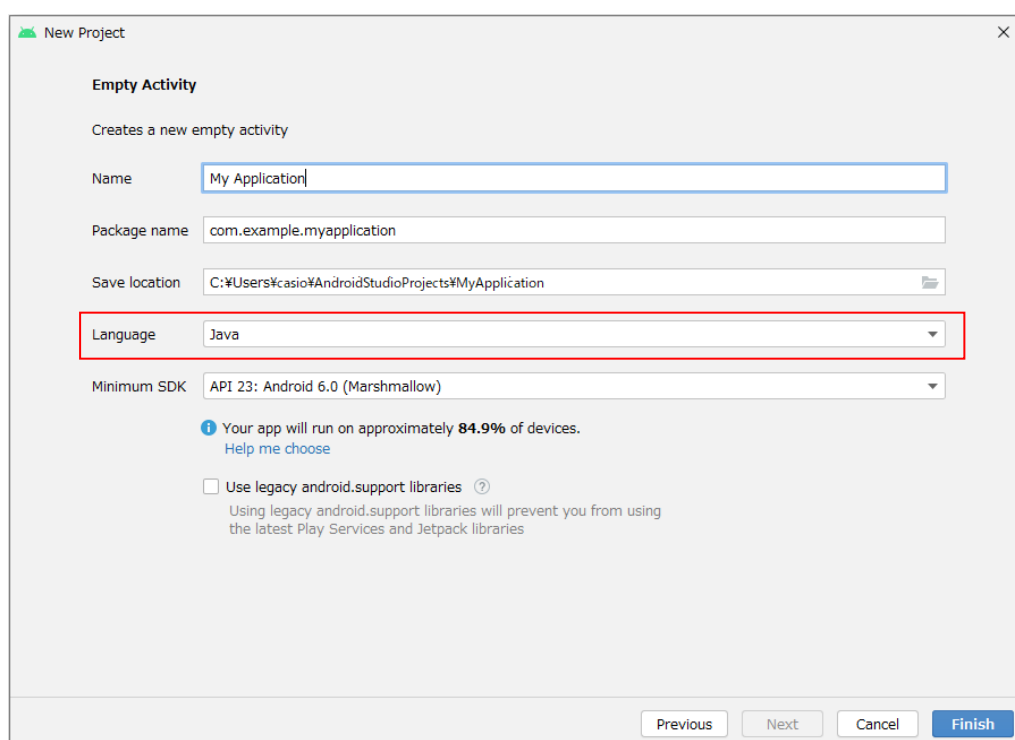 New Project
Empty Activity
Creates a new empty activity
Name My Application
Package name com.example.myapplication
Save location C:¥Users¥casio¥AndroidStudioProjects¥MyApplication
Language Java
Minimum SDK API 23: Android 6.0 (Marshmallow)
Your app will run on approximately 84.9% of devices.
Help me choose
Use legacy android.support libraries ?
Using legacy android.support libraries will prevent you from using
the latest Play Services and Jetpack libraries
Previous Next Cancel Finish